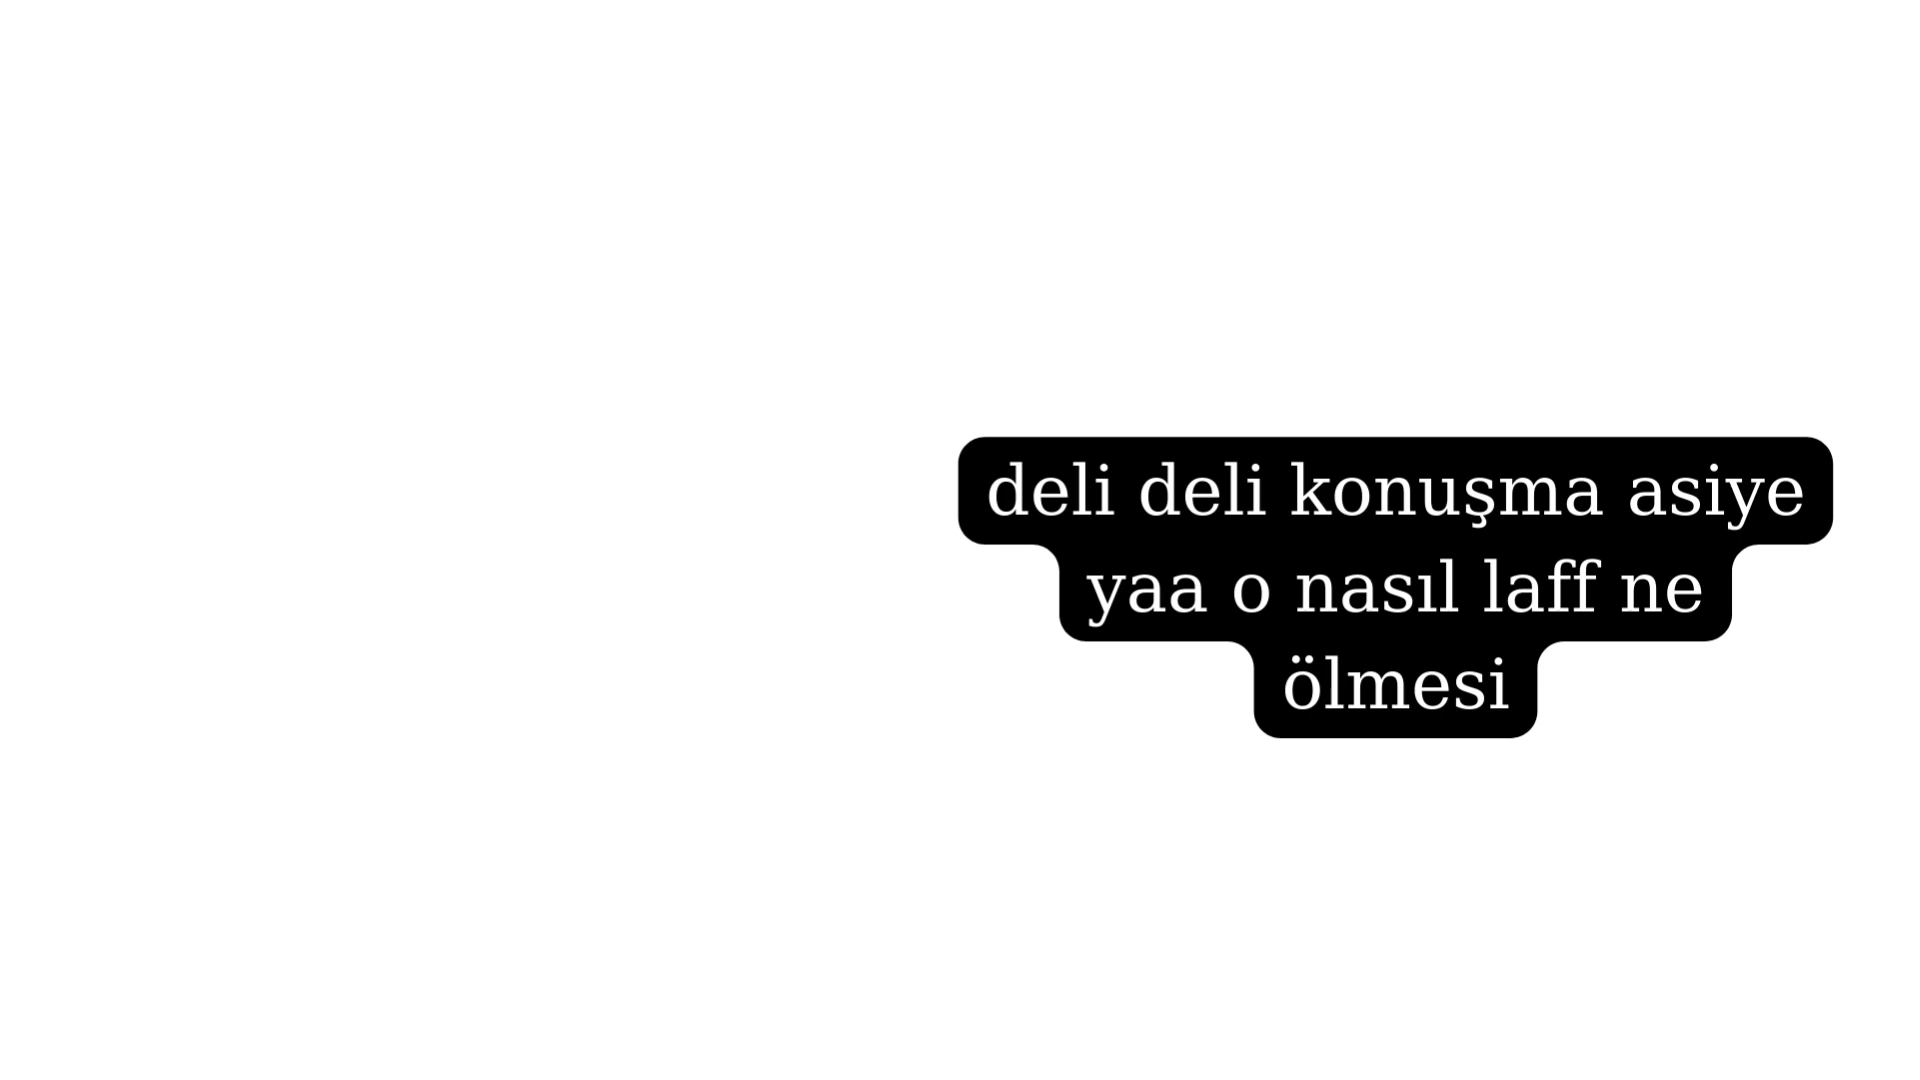 deli deli konuşma asiye
yaa o nasıl laff ne
ölmesi